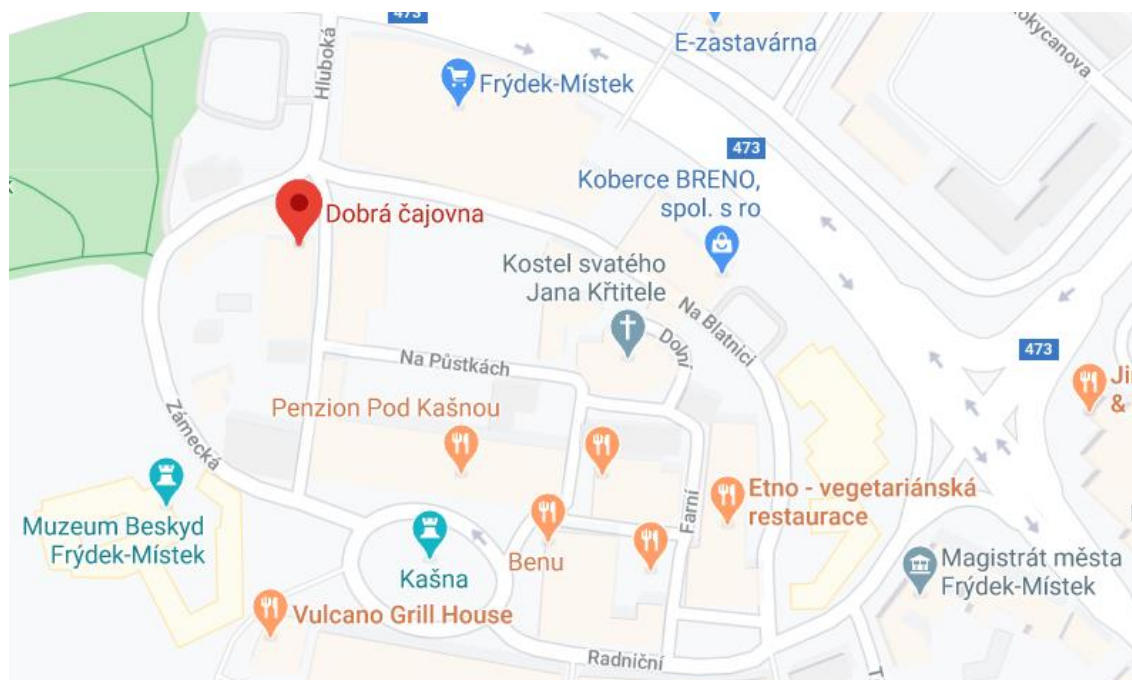 473
E-zastavárna
Hluboká
Frýdek-Místek
473
Koberce BRENO,
spol. s ro
Dobrá čajovna
Kostel svatého
Jana Křtitele
Na Blatnici
Dolní
473
Na Půstkách
Penzion Pod Kašnou
Zámecká
Etno - vegetariánská
restaurace
Farní
Muzeum Beskyd
Frýdek-Místek
Kašna
Benu
Magistrát města
Frýdek-Místek
Vulcano Grill House
Radniční